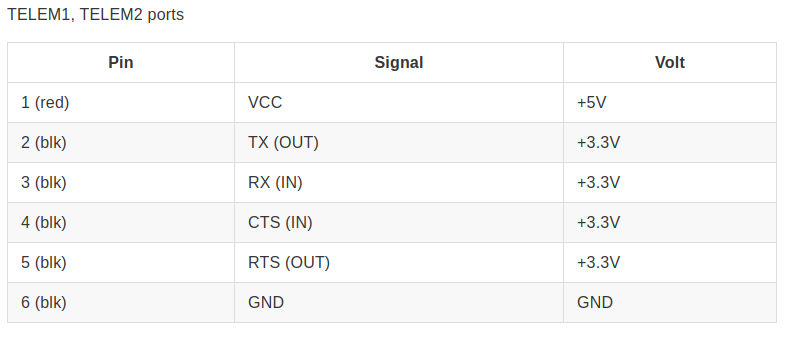 TELEM1, TELEM2 ports
Pin Signal Volt
1 (red) VCC +5V
2 (blk) TX (OUT) +3.3V
3 (blk) RX (IN) +3.3V
4 (blk) CTS (IN) +3.3V
5 (blk) RTS (OUT) +3.3V
6 (blk) GND GND